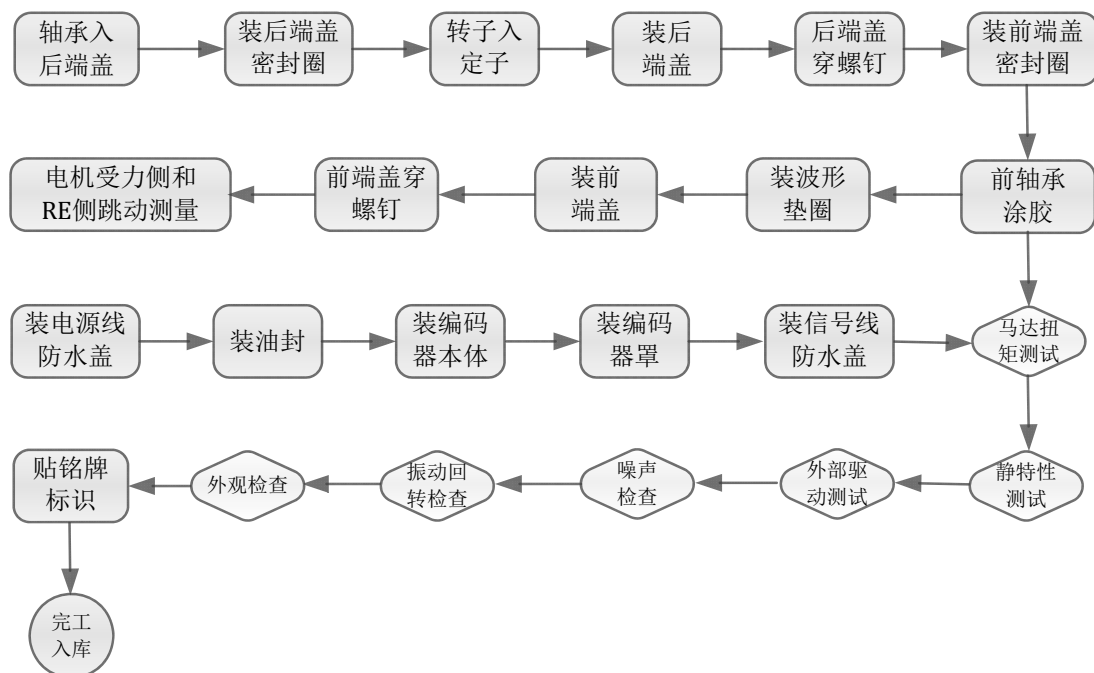 轴承入
后端盖
装后端盖
密封圈
转子入
定子
装后
端盖
后端盖
穿螺钉
装前端盖
密封圈
电机受力侧和
RE侧跳动测量
前端盖穿
螺钉
装前
端盖
装波形
垫圈
前轴承
涂胶
装电源线
防水盖
装油封
装编码
器本体
装编码
器罩
装信号线
防水盖
马达扭
矩测试
贴铭牌
标识
外观检查
振动回
转检查
噪声
检查
外部驱
动测试
静特性
测试
完工
入库